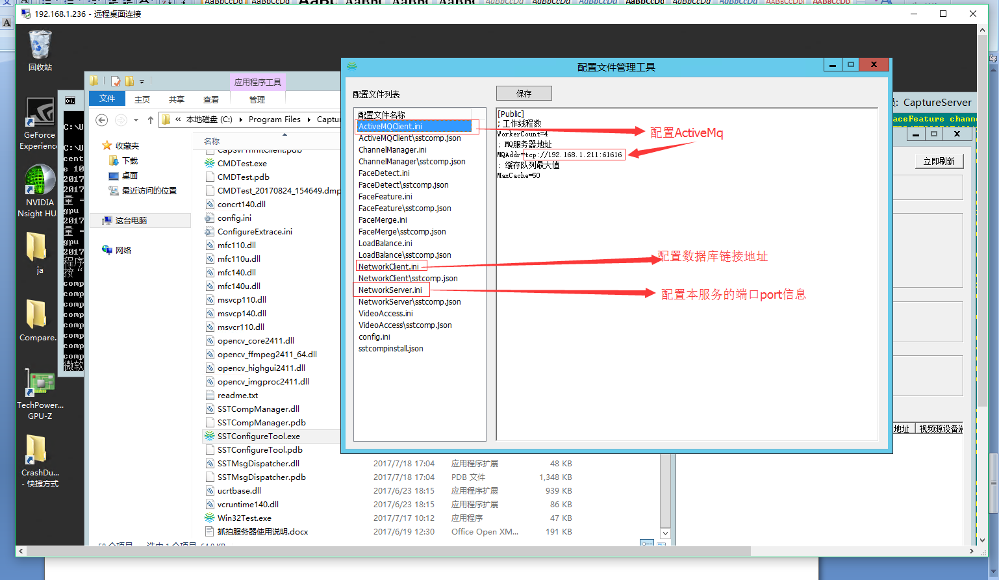 192.168.1.236 - 远程桌面连接
回收站
GeForce
Experience
NVIDIA
Nsight HU
ja
Compare.
TechPower...
GPU-Z
CrashDu...
- 快捷方式
应用程序工具
文件
主页
共享
查看
管理
« 本地磁盘 (C:) ▸ Program Files ▸ Captu
收藏夹
下载
桌面
最近访问的位置
这台电脑
网络
名称
CMDTest.exe
CMDTest.pdb
CMDTest_20170824_154649.dmp
concrt140.dll
config.ini
ConfigureExtrace.ini
mfc110.dll
mfc110u.dll
mfc140.dll
mfc140u.dll
msvcp110.dll
msvcp140.dll
msvcr110.dll
opencv_core2411.dll
opencv_ffmpeg2411_64.dll
opencv_highgui2411.dll
opencv_imgproc2411.dll
readme.txt
SSTCompManager.dll
SSTCompManager.pdb
SSTConfigureTool.exe
SSTConfigureTool.pdb
SSTMsgDispatcher.dll 2017/7/18 17:04 应用程序扩展 48 KB
SSTMsgDispatcher.pdb 2017/7/18 17:04 PDB 文件 1,348 KB
ucrtbase.dll 2017/6/23 18:15 应用程序扩展 939 KB
vcruntime140.dll 2017/6/23 18:15 应用程序扩展 86 KB
Win32Test.exe 2017/7/17 10:12 应用程序 47 KB
抓拍服务器使用说明.docx 2017/6/19 12:30 Office Open XM... 191 KB
配置文件管理工具
配置文件列表
保存
配置文件名称
ActiveMQClient.ini
ActiveMQClient\sstcomp.json
ChannelManager.ini
ChannelManager\sstcomp.json
FaceDetect.ini
FaceDetect\sstcomp.json
FaceFeature.ini
FaceFeature\sstcomp.json
FaceMerge.ini
FaceMerge\sstcomp.json
LoadBalance.ini
LoadBalance\sstcomp.json
NetworkClient.ini
NetworkClient\sstcomp.json
NetworkServer.ini
NetworkServer\sstcomp.json
VideoAccess.ini
VideoAccess\sstcomp.json
config.ini
sstcompinstall.json
[Public]
; 工作线程数
WorkerCount=4
; MQ服务器地址
MQAddr=tcp://192.168.1.211:61616
; 缓存队列最大值
MaxCache=50
配置ActiveMq
配置数据库链接地址
配置本服务的端口port信息
: CaptureServer
aceFeature channe
立即刷新
地址
视频源设备端
C:\U
C:\U
cent
e 10
2017
2017
量 =
gpu
2017
量 =
gpu
2017
程序
按“
comp
comp
comp
comp
comp
comp
comp
comp
微软